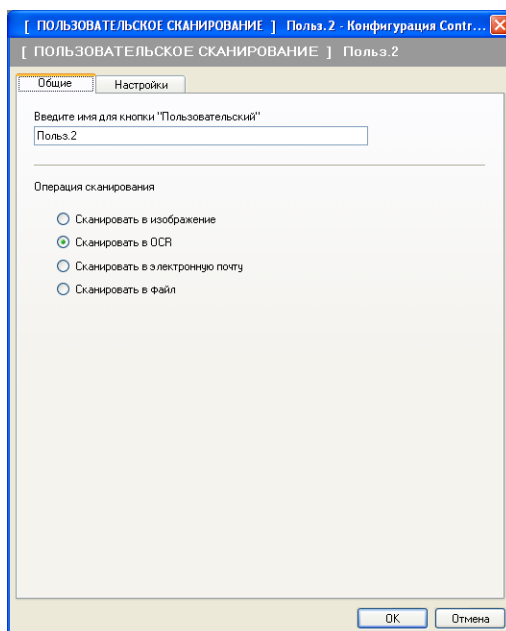 [ ПОЛЬЗОВАТЕЛЬСКОЕ СКАНИРОВАНИЕ ] Польз.2 - Конфигурация Contr...
[ ПОЛЬЗОВАТЕЛЬСКОЕ СКАНИРОВАНИЕ ] Польз.2
Общие Настройки
Введите имя для кнопки "Пользовательский"
Польз.2
Операция сканирования
Сканировать в изображение
Сканировать в OCR
Сканировать в электронную почту
Сканировать в файл
OK Отмена